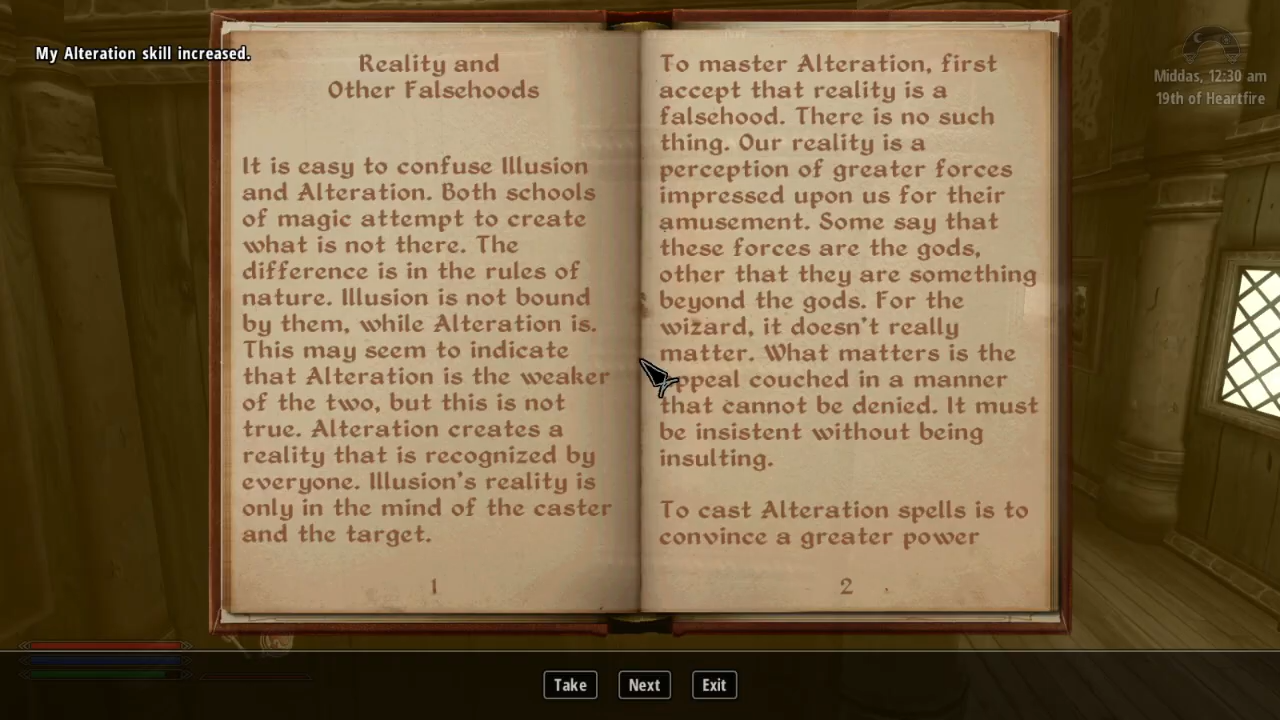 My Alteration skill increased.
Middas, 12:30 am
19th of Heartfire
Reality and
Other Falsehoods
It is easy to confuse Illusion
and Alteration. Both schools
of magic attempt to create
what is not there. The
difference is in the rules of
nature. Illusion is not bound
by them, while Alteration is.
This may seem to indicate
that Alteration is the weaker
of the two, but this is not
true. Alteration creates a
reality that is recognized by
everyone. Illusion's reality is
only in the mind of the caster
and the target.
1
To master Alteration, first
accept that reality is a
falsehood. There is no such
thing. Our reality is a
perception of greater forces
impressed upon us for their
amusement. Some say that
these forces are the gods,
other that they are something
beyond the gods. For the
wizard, it doesn't really
matter. What matters is the
appeal couched in a manner
that cannot be denied. It must
be insistent without being
insulting.
To cast Alteration spells is to
convince a greater power
2
Take
Next
Exit